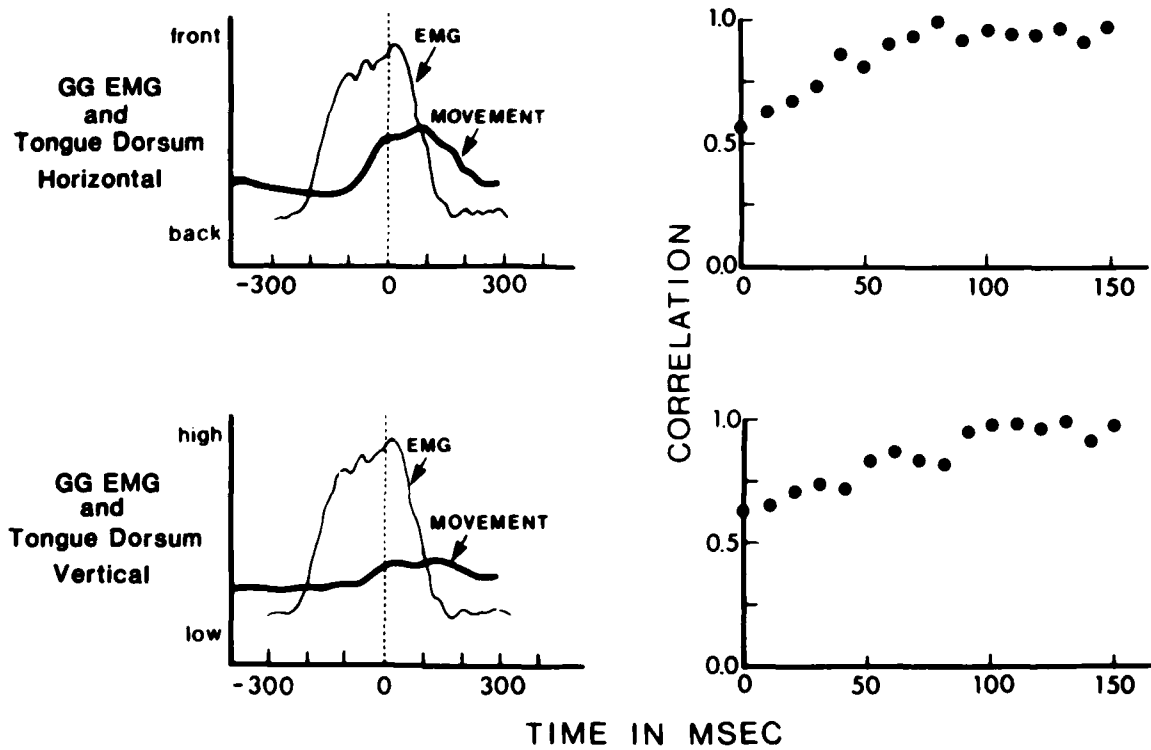 front
GG EMG
and
Tongue Dorsum
Horizontal
back
EMG
MOVEMENT
-300 0 300
1.0
0.5
0.0
0 50 100 150
CORRELATION
high
GG EMG
and
Tongue Dorsum
Vertical
low
EMG
MOVEMENT
-300 0 300
1.0
0.5
0.0
0 50 100 150
TIME IN MSEC